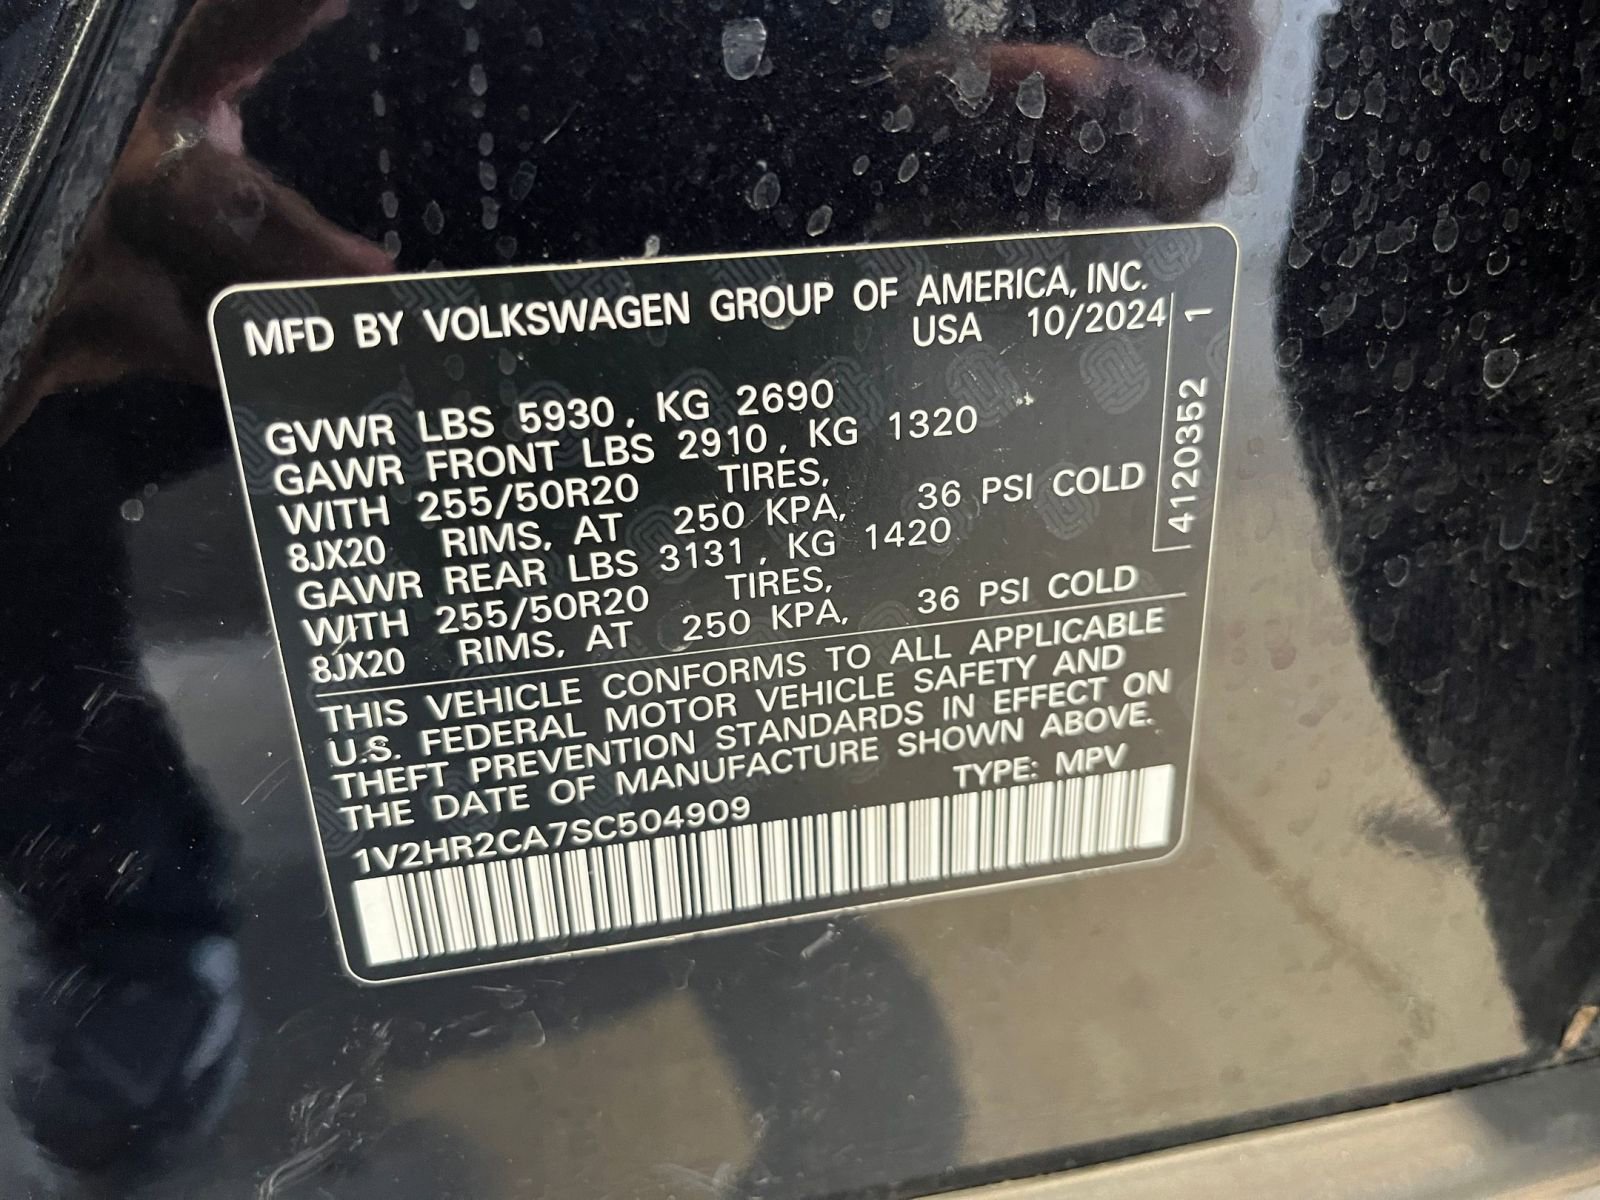 MFD BY VOLKSWAGEN GROUP OF AMERICA, INC.
USA 10/2024
GVWR LBS 5930, KG 2690
GAWR FRONT LBS 2910, KG 1320
WITH 255/50R20 TIRES,
8JX20 RIMS, AT 250 KPA, 36 PSI COLD
GAWR REAR LBS 3131, KG 1420
WITH 255/50R20 TIRES,
8JX20 RIMS, AT 250 KPA, 36 PSI COLD
THIS VEHICLE CONFORMS TO ALL APPLICABLE
U.S. FEDERAL MOTOR VEHICLE SAFETY AND
THEFT PREVENTION STANDARDS IN EFFECT ON
THE DATE OF MANUFACTURE SHOWN ABOVE.
1V2HR2CA7SC504909 TYPE: MPV
4120352 1